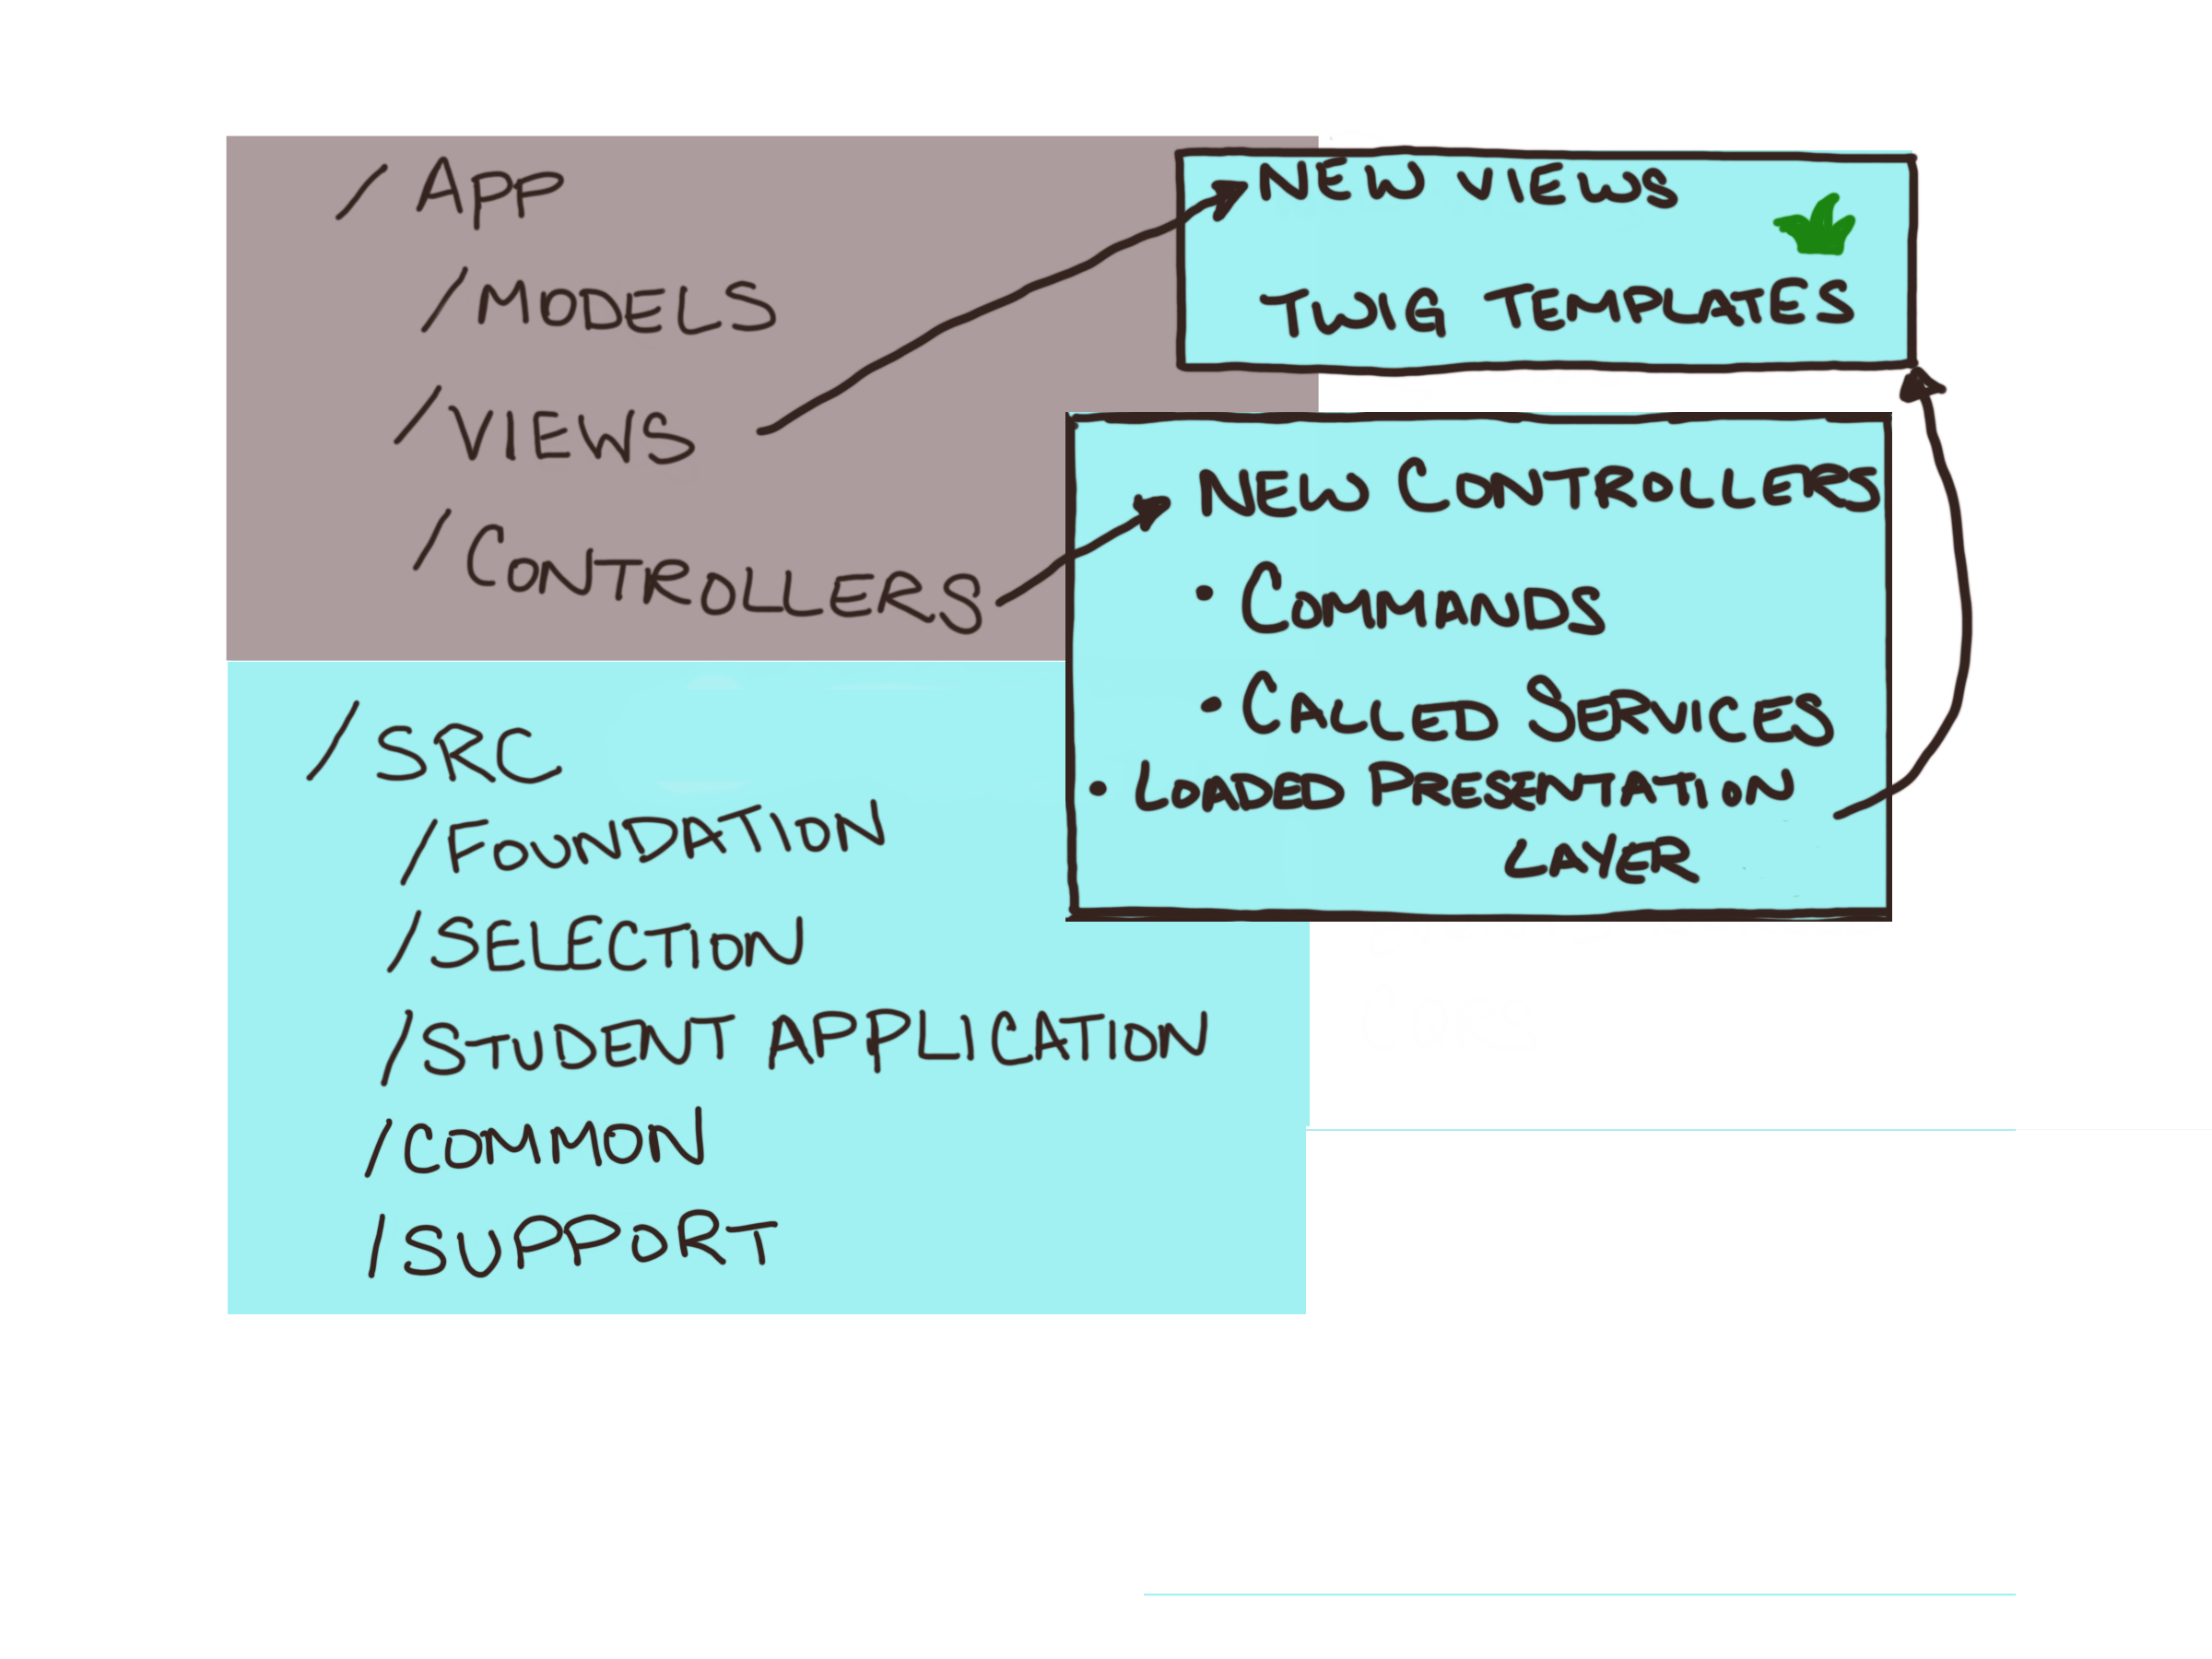 / APP
/MODELS
/VIEWS
/CONTROLLERS
/SRC
/FOUNDATION
/SELECTION
/STUDENT APPLICATION
/COMMON
/SUPPORT
NEW VIEWS
TWIG TEMPLATES
NEW CONTROLLERS
• COMMANDS
• CALLED SERVICES
• LOADED PRESENTATION
LAYER